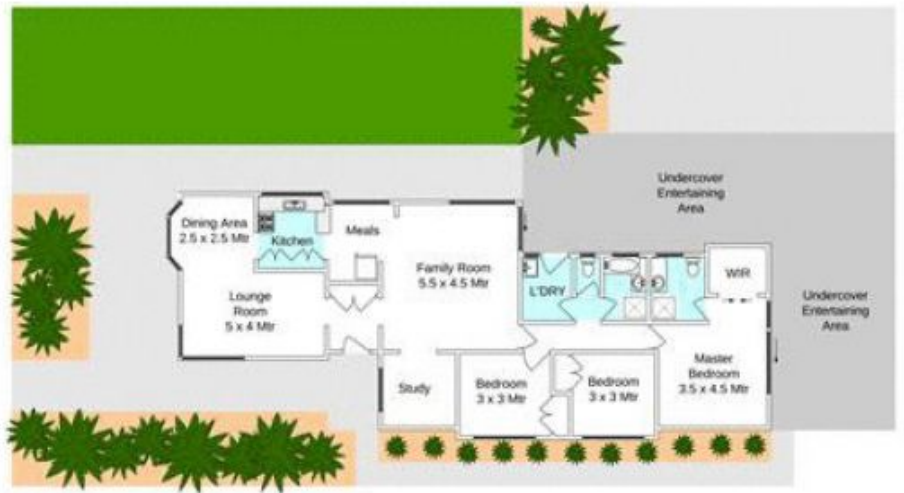 Undercover
Entertaining
Area
Dining Area
2.5 x 2.5 Mtr
Kitchen
Meals
Family Room
5.5 x 4.5 Mtr
L'DRY
WIR
Lounge
Room
5 x 4 Mtr
Undercover
Entertaining
Area
Study
Bedroom
3 x 3 Mtr
Bedroom
3 x 3 Mtr
Master
Bedroom
3.5 x 4.5 Mtr